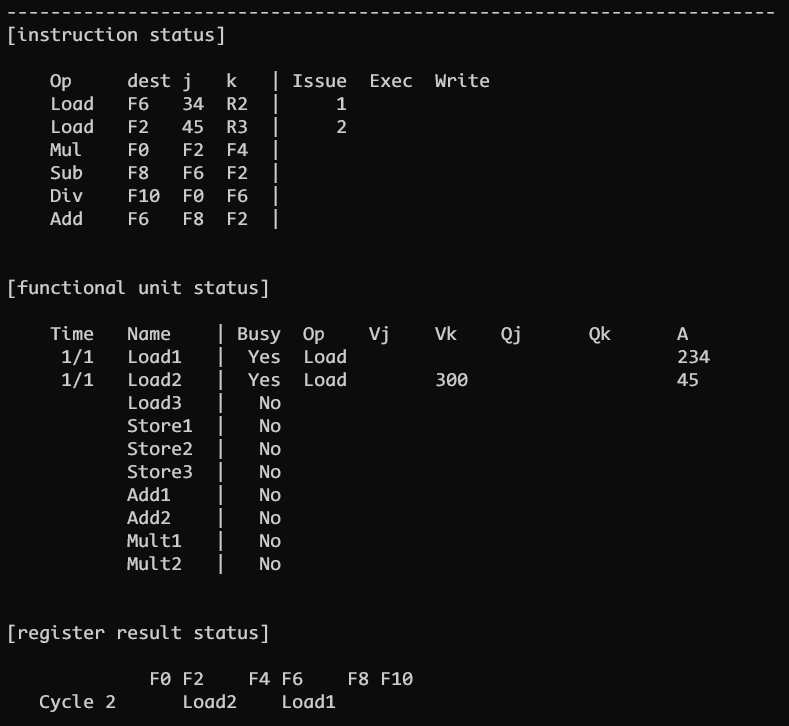 ----------------------------------------------------------------------
[instruction status]
    Op     dest j   k   | Issue  Exec  Write
    Load   F6   34  R2  |     1
    Load   F2   45  R3  |     2
    Mul    F0   F2  F4  |
    Sub    F8   F6  F2  |
    Div    F10  F0  F6  |
    Add    F6   F8  F2  |
[functional unit status]
    Time   Name    | Busy  Op    Vj    Vk    Qj      Qk      A
     1/1   Load1   |  Yes  Load                              234
     1/1   Load2   |  Yes  Load        300                   45
           Load3   |   No
           Store1  |   No
           Store2  |   No
           Store3  |   No
           Add1    |   No
           Add2    |   No
           Mult1   |   No
           Mult2   |   No
[register result status]
             F0 F2    F4 F6    F8 F10
   Cycle 2      Load2    Load1